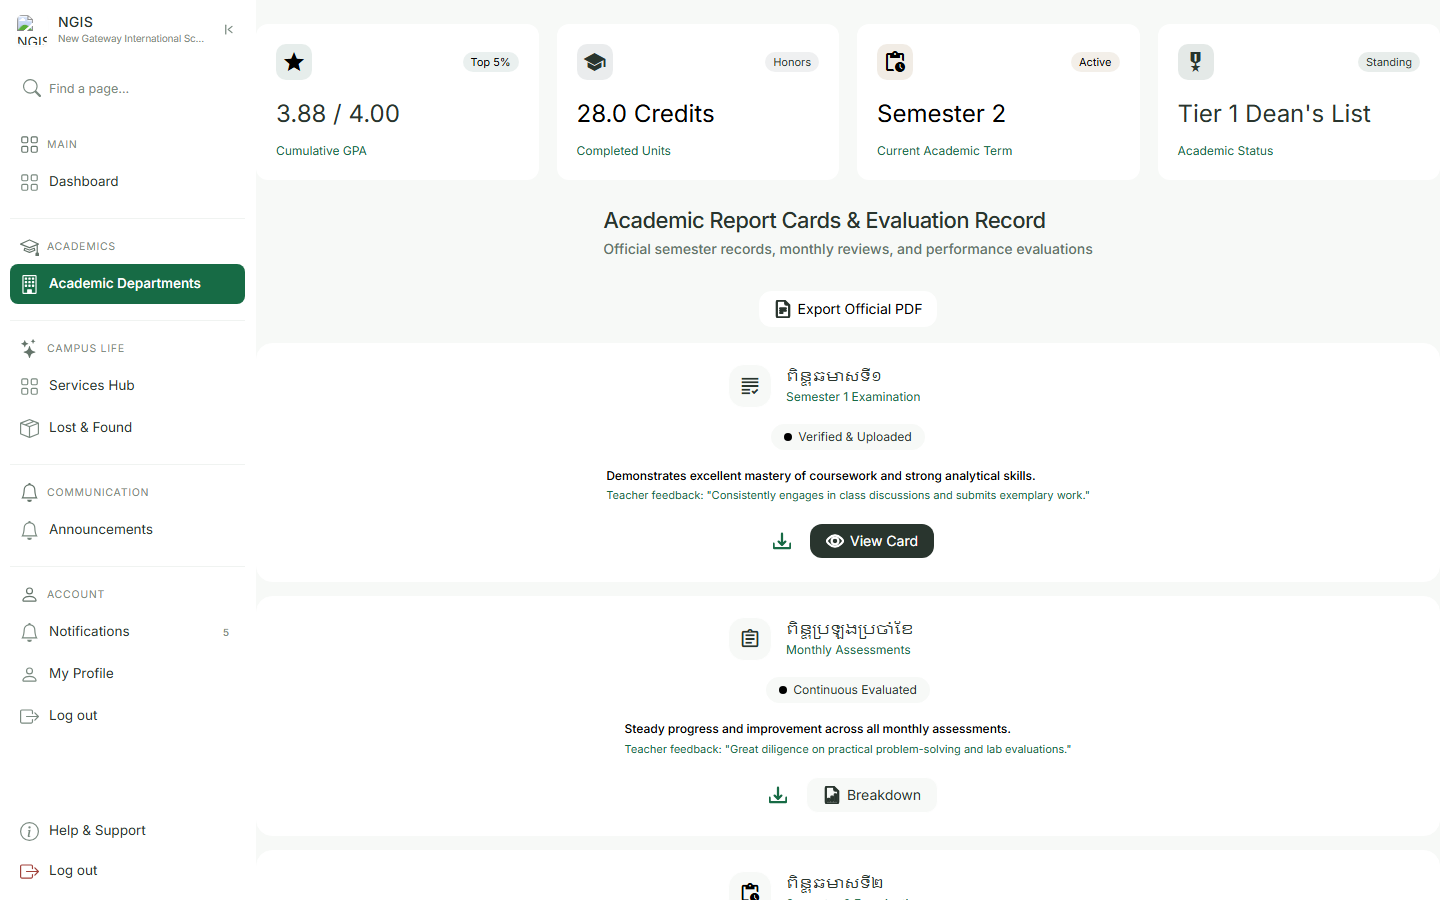 NGIS
NGIS
New Gateway International Sc...
Find a page...
MAIN
Dashboard
ACADEMICS
Academic Departments
CAMPUS LIFE
Services Hub
Lost & Found
COMMUNICATION
Announcements
ACCOUNT
Notifications 5
My Profile
Log out
Help & Support
Log out
Top 5%
3.88 / 4.00
Cumulative GPA
Honors
28.0 Credits
Completed Units
Active
Semester 2
Current Academic Term
Standing
Tier 1 Dean's List
Academic Status
Academic Report Cards & Evaluation Record
Official semester records, monthly reviews, and performance evaluations
Export Official PDF
ពិន្ទុឆមាសទី១
Semester 1 Examination
Verified & Uploaded
Demonstrates excellent mastery of coursework and strong analytical skills.
Teacher feedback: "Consistently engages in class discussions and submits exemplary work."
View Card
ពិន្ទុប្រឡងប្រចាំខែ
Monthly Assessments
Continuous Evaluated
Steady progress and improvement across all monthly assessments.
Teacher feedback: "Great diligence on practical problem-solving and lab evaluations."
Breakdown
ពិន្ទុឆមាសទី២